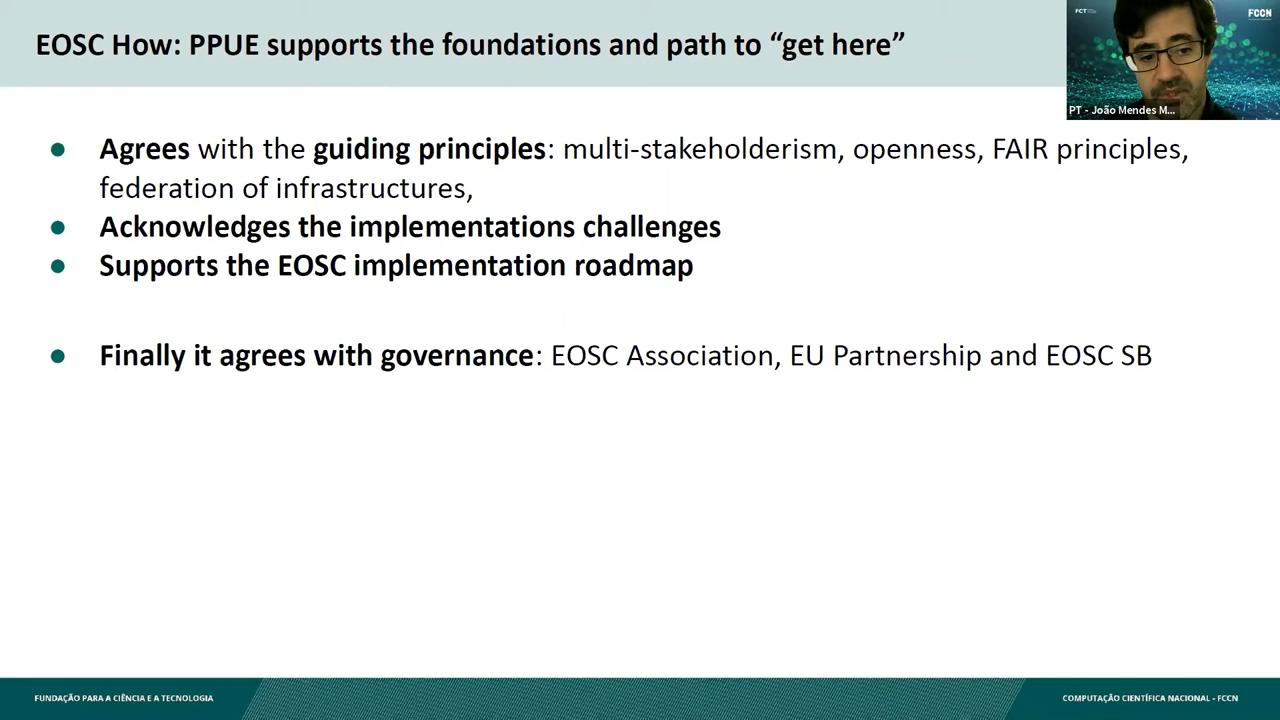 EOSC How: PPUE supports the foundations and path to “get here”
FCT
FCCN
PT - João Mendes M...
● Agrees with the guiding principles: multi-stakeholderism, openness, FAIR principles,
federation of infrastructures,
● Acknowledges the implementations challenges
● Supports the EOSC implementation roadmap
● Finally it agrees with governance: EOSC Association, EU Partnership and EOSC SB
FUNDAÇÃO PARA A CIÊNCIA E A TECNOLOGIA
COMPUTAÇÃO CIENTÍFICA NACIONAL - FCCN